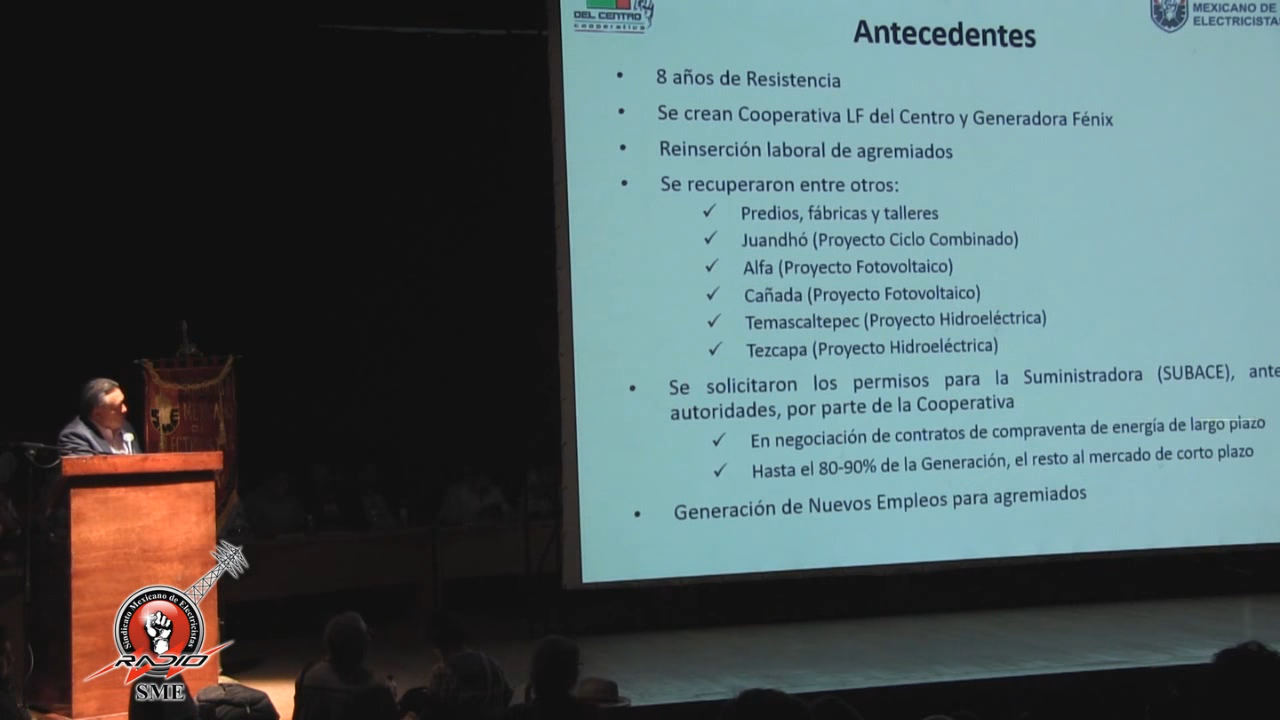 DEL CENTRO
cooperativa
MEXICANO DE
ELECTRICISTAS
Antecedentes
• 8 años de Resistencia
• Se crean Cooperativa LF del Centro y Generadora Fénix
• Reinserción laboral de agremiados
• Se recuperaron entre otros:
✓ Predios, fábricas y talleres
✓ Juandhó (Proyecto Ciclo Combinado)
✓ Alfa (Proyecto Fotovoltaico)
✓ Cañada (Proyecto Fotovoltaico)
✓ Temascaltepec (Proyecto Hidroeléctrica)
✓ Tezcapa (Proyecto Hidroeléctrica)
• Se solicitaron los permisos para la Suministradora (SUBACE), ante
autoridades, por parte de la Cooperativa
✓ En negociación de contratos de compraventa de energía de largo plazo
✓ Hasta el 80-90% de la Generación, el resto al mercado de corto plazo
• Generación de Nuevos Empleos para agremiados
SME
Sindicato Mexicano de Electricistas
RADIO
SME